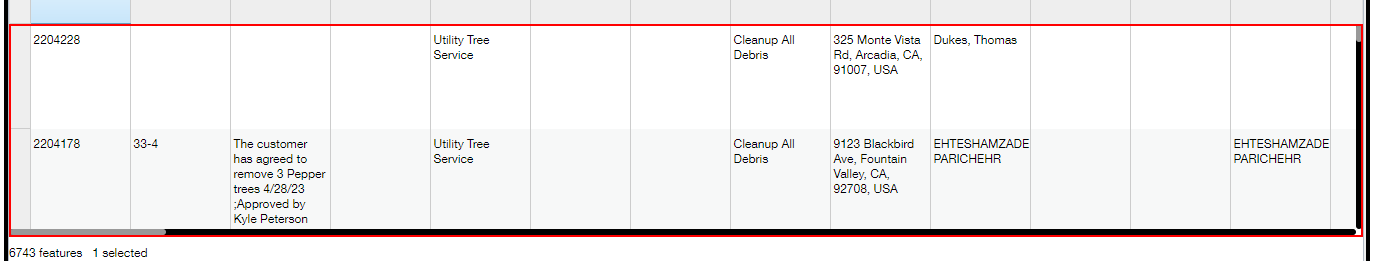 2204228
Utility Tree
Service
Cleanup All
Debris
325 Monte Vista
Rd, Arcadia, CA,
91007, USA
Dukes, Thomas
2204178
33-4
The customer
has agreed to
remove 3 Pepper
trees 4/28/23
;Approved by
Kyle Peterson
Utility Tree
Service
Cleanup All
Debris
9123 Blackbird
Ave, Fountain
Valley, CA,
92708, USA
EHTESHAMZADE
PARICHEHR
EHTESHAMZADE
PARICHEHR
6743 features 1 selected